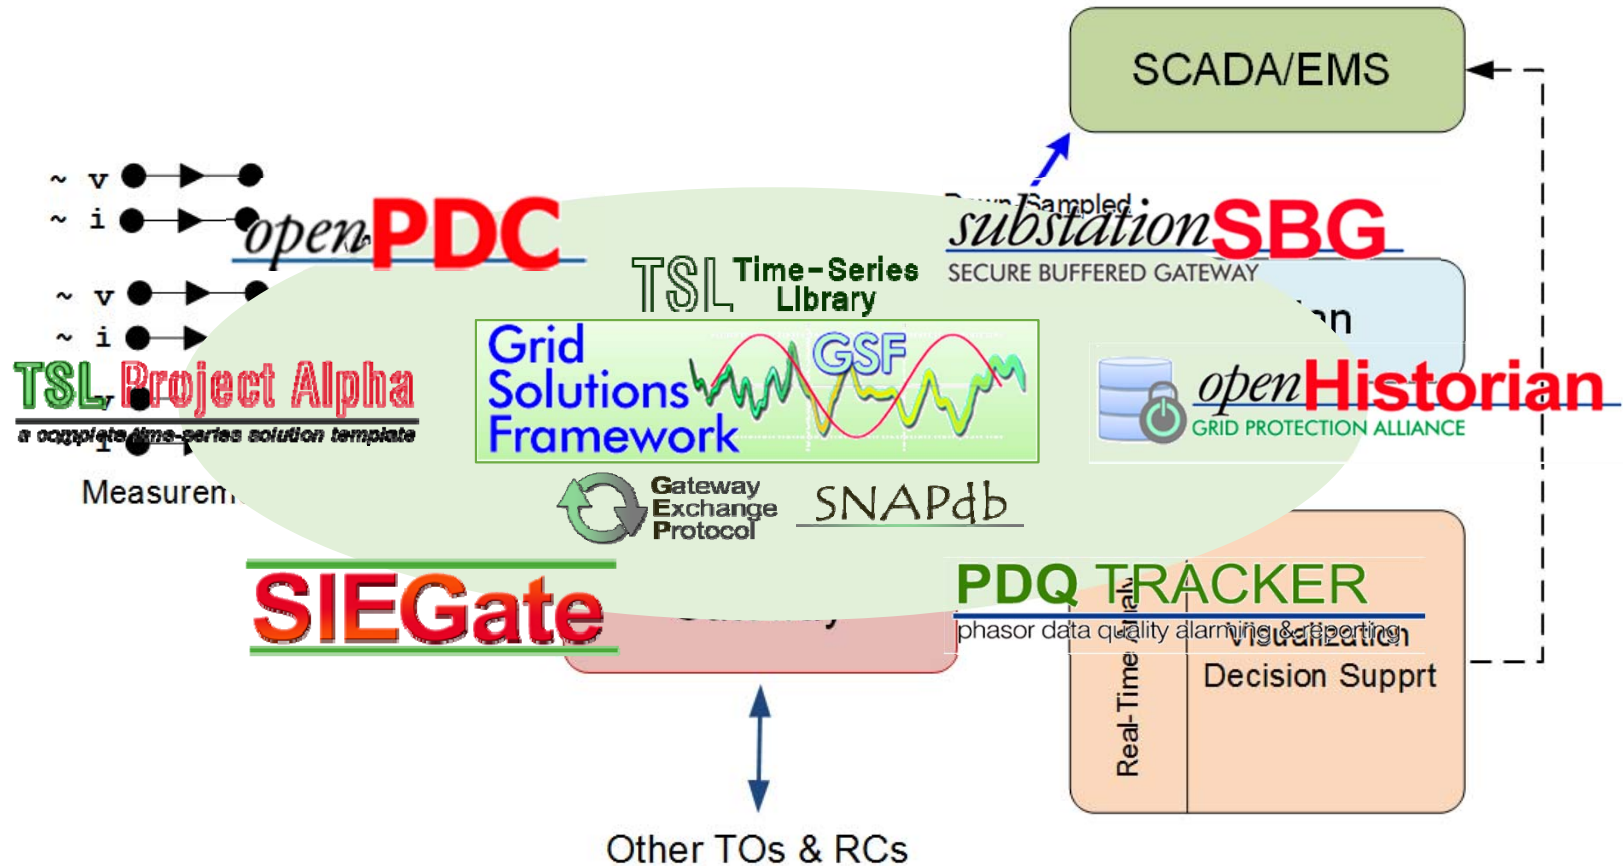 SCADA/EMS
~ v
~ i
openPDC
Down-Sampled
substationSBG
SECURE BUFFERED GATEWAY
TSL Time-Series
Library
~ v
~ i
Grid
Solutions
Framework
GSF
TSL Project Alpha
a complete time-series solution template
openHistorian
GRID PROTECTION ALLIANCE
Gateway
Exchange
Protocol
SNAPdb
SIEGate
PDQ TRACKER
phasor data quality alarming & reporting
Visualization
Decision Supprt
Real-Time
Other TOs & RCs